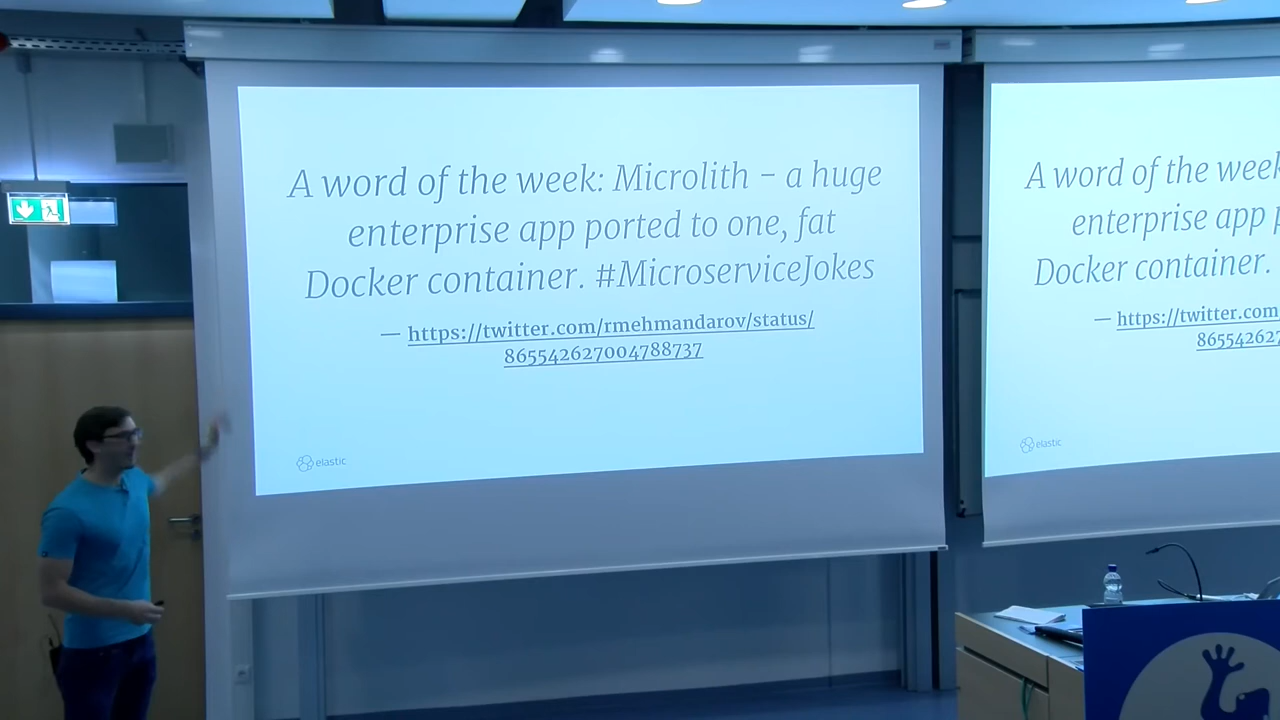 A word of the week: Microlith – a huge
enterprise app ported to one, fat
Docker container. #MicroserviceJokes
— https://twitter.com/rmehmandarov/status/
865542627004788737
elastic
A word of the week
enterprise app p
Docker container.
— https://twitter.com
86554262
elastic